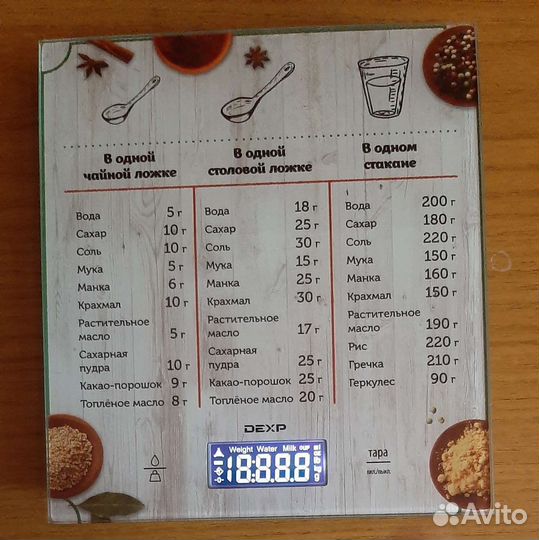 В одной
чайной ложке
Вода 5 г
Сахар 10 г
Соль 10 г
Мука 5 г
Манка 6 г
Крахмал 10 г
Растительное
масло 5 г
Сахарная
пудра 10 г
Какао-порошок 9 г
Топлёное масло 8 г
В одной
столовой ложке
Вода 18 г
Сахар 25 г
Соль 30 г
Мука 15 г
Манка 25 г
Крахмал 30 г
Растительное
масло 17 г
Сахарная
пудра 25 г
Какао-порошок 25 г
Топлёное масло 20 г
В одном
стакане
Вода 200 г
Сахар 180 г
Соль 220 г
Мука 150 г
Манка 160 г
Крахмал 150 г
Растительное
масло 190 г
Рис 220 г
Гречка 210 г
Геркулес 90 г
DEXP
Weight Water Milk
18888
тара
вкл./выкл.
Avito